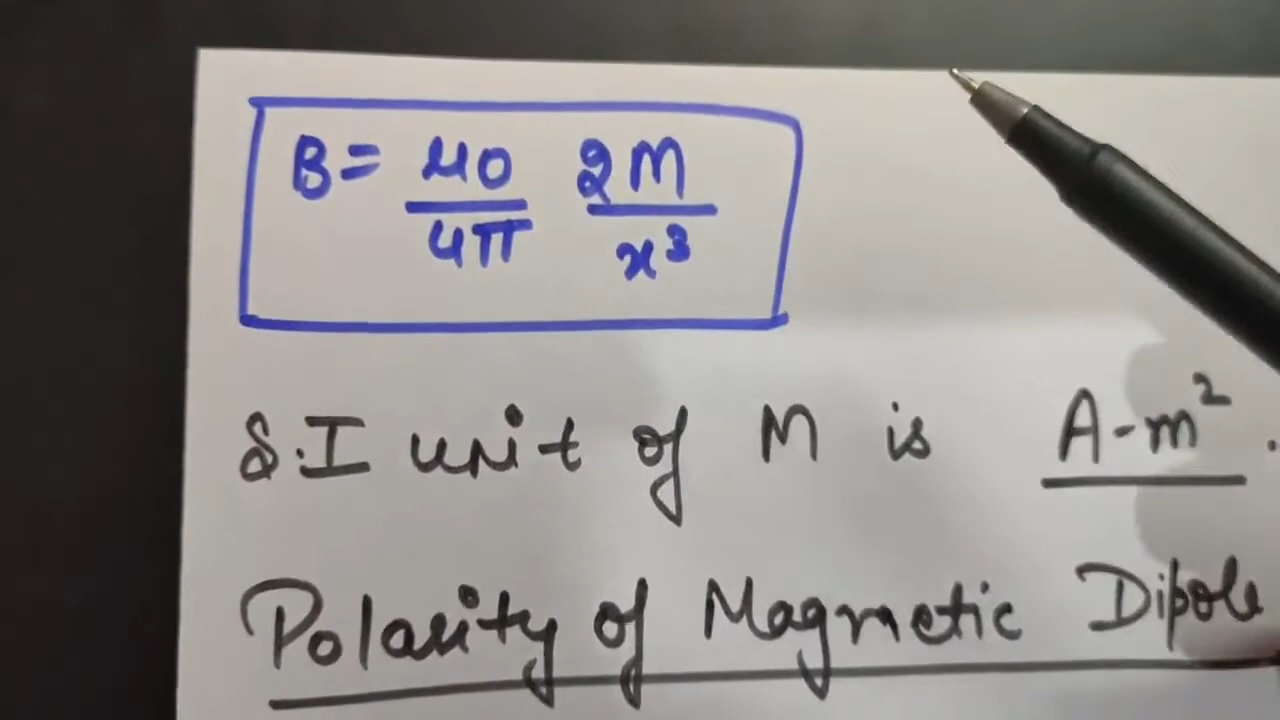 B = μ0/4π 2M/x³
S.I unit of M is A-m².
Polarity of Magnetic Dipole